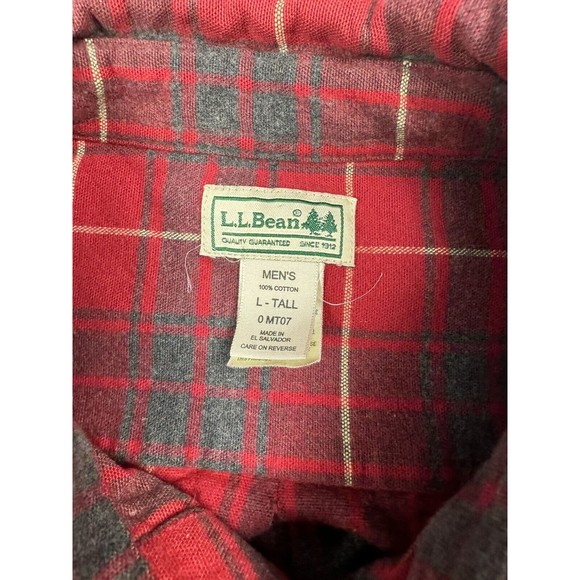 L.L.Bean®
QUALITY GUARANTEED SINCE 1912
MEN'S
100% COTTON
L - TALL
0 MT07
MADE IN
EL SALVADOR
CARE ON REVERSE